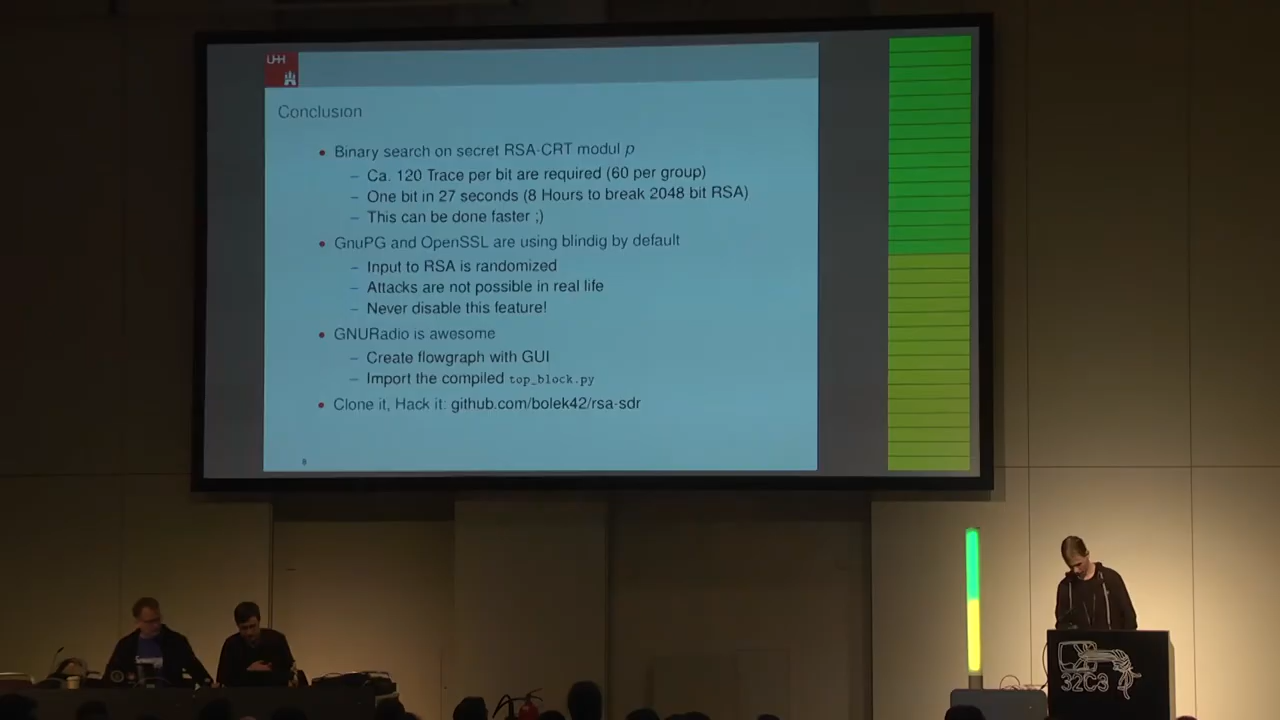 UHH
Conclusion
• Binary search on secret RSA-CRT modul p
– Ca. 120 Trace per bit are required (60 per group)
– One bit in 27 seconds (8 Hours to break 2048 bit RSA)
– This can be done faster ;)
• GnuPG and OpenSSL are using blindig by default
– Input to RSA is randomized
– Attacks are not possible in real life
– Never disable this feature!
• GNURadio is awesome
– Create flowgraph with GUI
– Import the compiled top_block.py
• Clone it, Hack it: github.com/bolek42/rsa-sdr
8
32C3